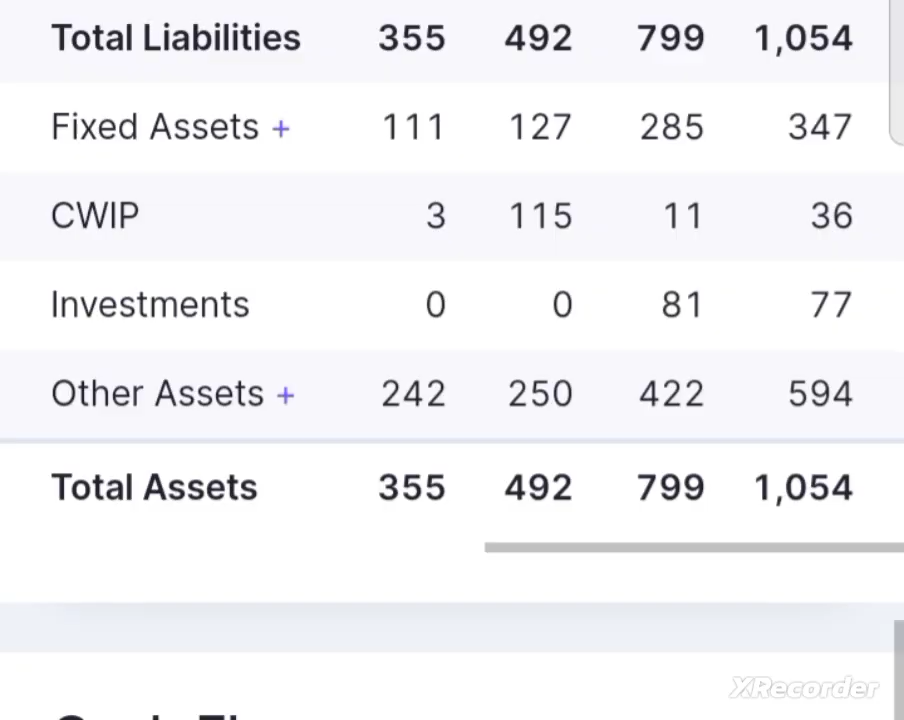 Total Liabilities 355 492 799 1,054
Fixed Assets + 111 127 285 347
CWIP 3 115 11 36
Investments 0 0 81 77
Other Assets + 242 250 422 594
Total Assets 355 492 799 1,054
XRecorder